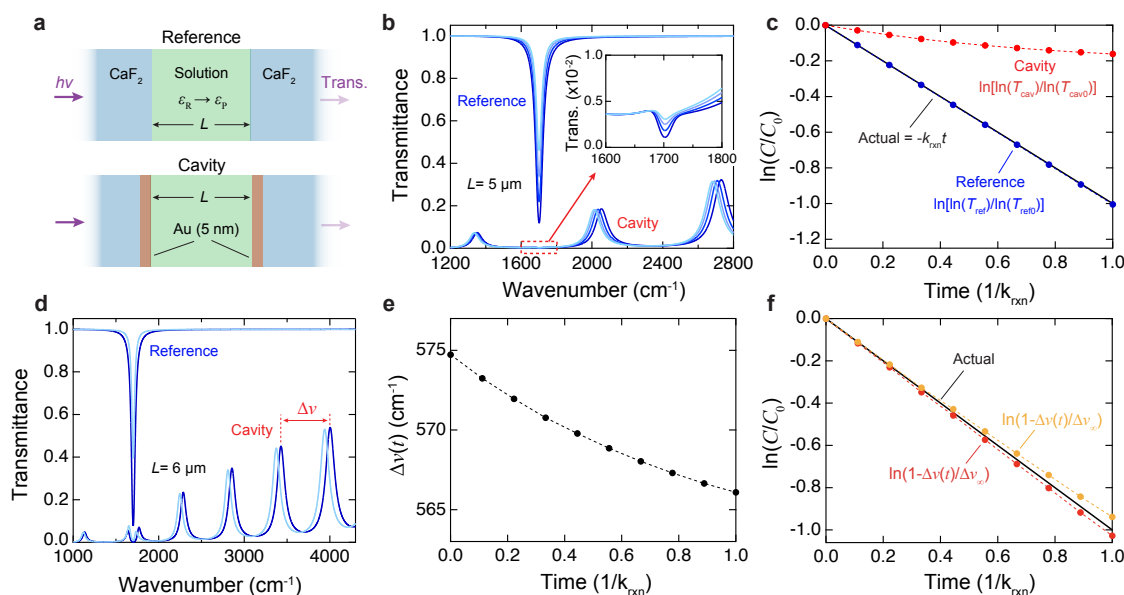 a
Reference
CaF2
Solution
CaF2
hν
Trans.
εR → εP
L
Cavity
L
Au (5 nm)
b
Transmittance
1.0
0.8
0.6
0.4
0.2
0.0
Reference
L= 5 µm
Cavity
1200
1600
2000
2400
2800
Wavenumber (cm-1)
Trans. (x10-2)
1.0
0.5
0.0
1600
1700
1800
c
ln(C/C0)
0.0
-0.2
-0.4
-0.6
-0.8
-1.0
-1.2
Cavity
ln[ln(Tcav)/ln(Tcav0)]
Actual = -krxnt
Reference
ln[ln(Tref)/ln(Tref0)]
0.0
0.2
0.4
0.6
0.8
1.0
Time (1/krxn)
d
Transmittance
1.0
0.8
0.6
0.4
0.2
0.0
Reference
Δν
Cavity
L= 6 µm
1000
2000
3000
4000
Wavenumber (cm-1)
e
Δν(t) (cm-1)
575
570
565
0.0
0.2
0.4
0.6
0.8
1.0
Time (1/krxn)
f
ln(C/C0)
0.0
-0.2
-0.4
-0.6
-0.8
-1.0
Actual
ln(1-Δν(t)/Δν∞)
ln(1-Δν(t)/Δν∞)
0.0
0.2
0.4
0.6
0.8
1.0
Time (1/krxn)